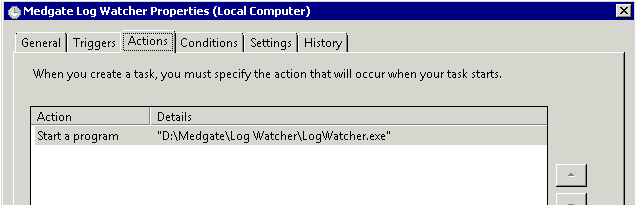 Medgate Log Watcher Properties (Local Computer)
General Triggers Actions Conditions Settings History
When you create a task, you must specify the action that will occur when your task starts.
Action Details
Start a program "D:\Medgate\Log Watcher\LogWatcher.exe"